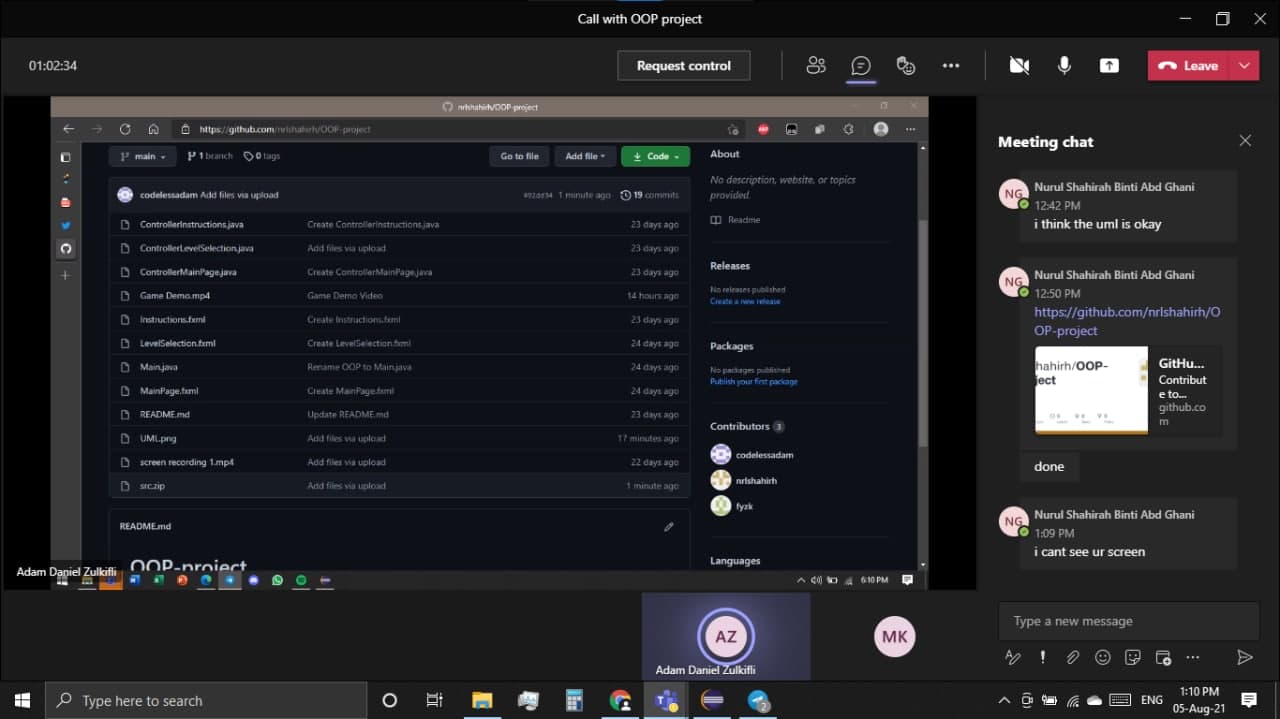 Call with OOP project
01:02:34
Request control
Leave
nrlshahirh/OOP-project
https://github.com/nrlshahirh/OOP-project
main
1 branch
0 tags
Go to file
Add file
Code
codelessadam Add files via upload
1 minute ago
19 commits
ControllerInstructions.java Create ControllerInstructions.java 23 days ago
ControllerLevelSelection.java Add files via upload 23 days ago
ControllerMainPage.java Create ControllerMainPage.java 23 days ago
Game Demo.mp4 Game Demo Video 14 hours ago
Instructions.fxml Create Instructions.fxml 23 days ago
LevelSelection.fxml Create LevelSelection.fxml 24 days ago
Main.java Rename OOP to Main.java 24 days ago
MainPage.fxml Create MainPage.fxml 24 days ago
README.md Update README.md 23 days ago
UML.png Add files via upload 17 minutes ago
screen recording 1.mp4 Add files via upload 22 days ago
src.zip Add files via upload 1 minute ago
README.md
OOP-project
About
No description, website, or topics
provided.
Readme
Releases
No releases published
Create a new release
Packages
No packages published
Publish your first package
Contributors 3
codelessadam
nrlshahirh
fyzk
Languages
Adam Daniel Zulkifli
6:10 PM
AZ
Adam Daniel Zulkifli
MK
Meeting chat
NG
Nurul Shahirah Binti Abd Ghani
12:42 PM
i think the uml is okay
NG
Nurul Shahirah Binti Abd Ghani
12:50 PM
https://github.com/nrlshahirh/O
OP-project
hahirh/OOP-
ject
GitHu...
Contribut
e to...
github.co
m
done
NG
Nurul Shahirah Binti Abd Ghani
1:09 PM
i cant see ur screen
Type a new message
Type here to search
2
ENG
1:10 PM
05-Aug-21